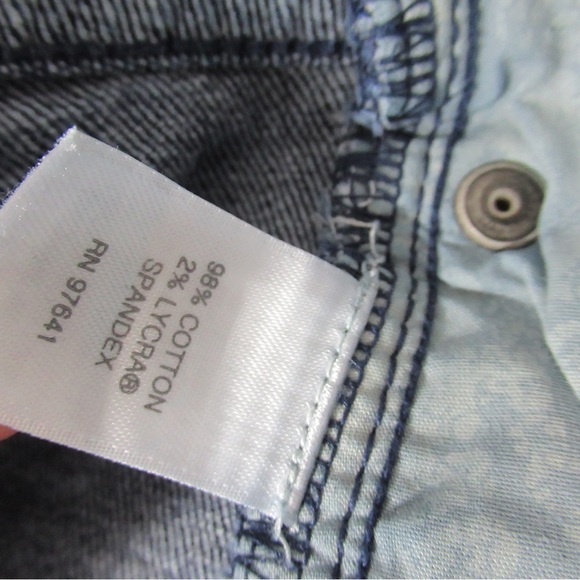 98% COTTON
2% LYCRA®
SPANDEX
RN 97641